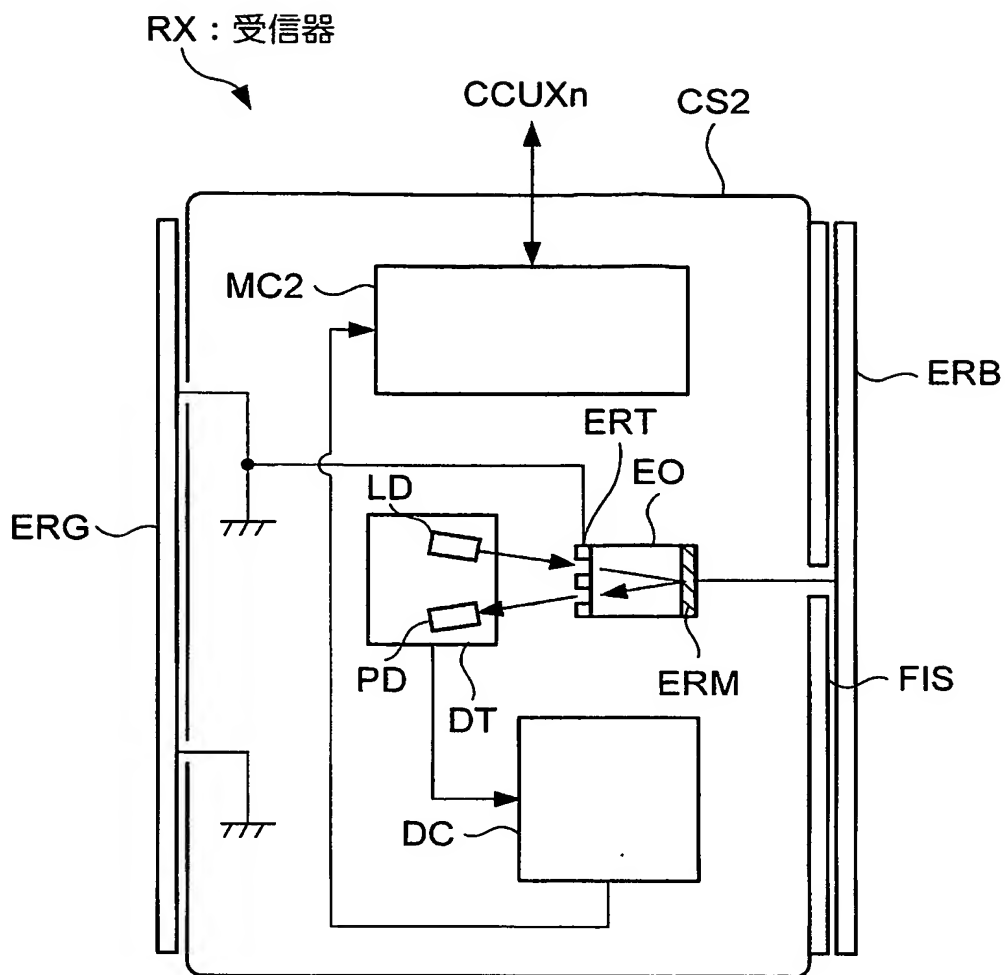 RX：受信器
CCUXn
CS2
MC2
ERB
ERT
EO
LD
ERG
PD
DT
ERM
FIS
DC